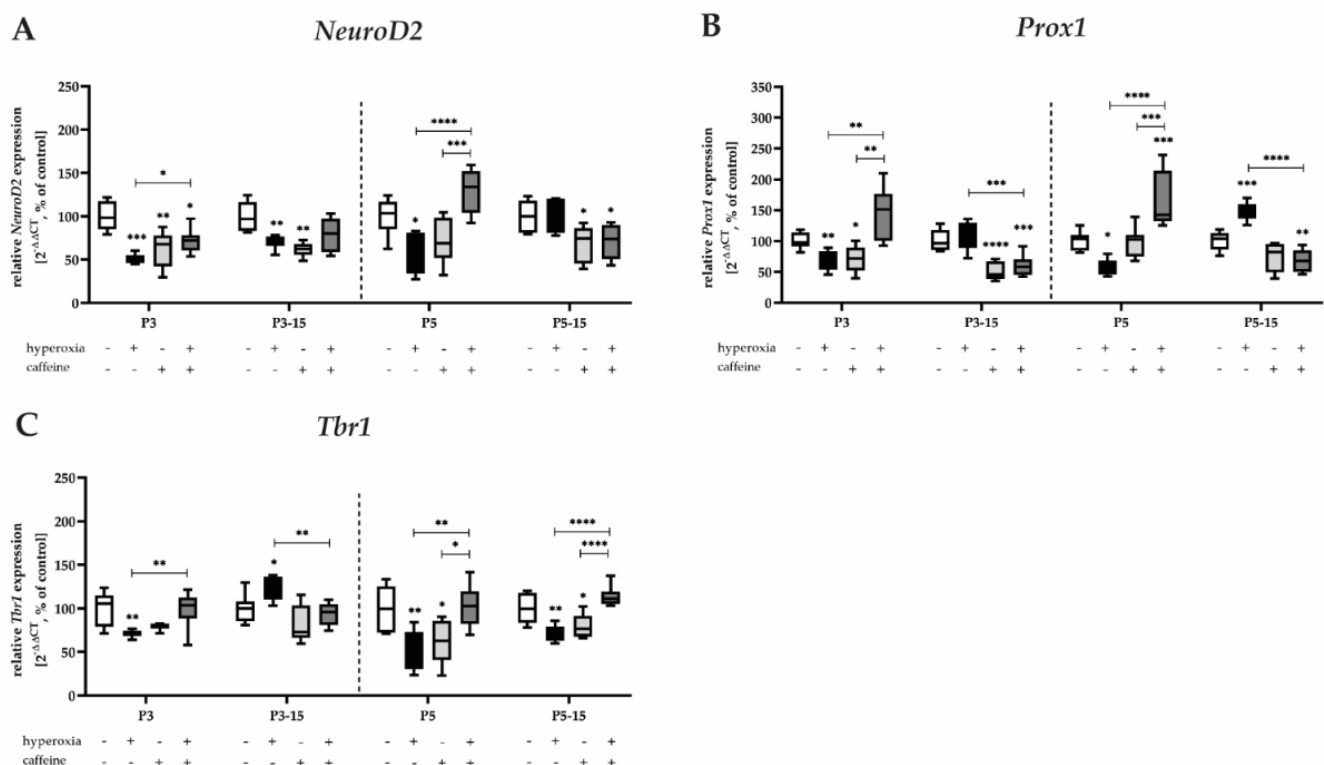 A
NeuroD2
relative NeuroD2 expression
[2^-ΔΔCT, % of control]
250
200
150
100
50
0
****
***
*
***
**
*
**
**
*
*
*
P3
P3-15
P5
P5-15
hyperoxia
- + - + - + - + - + - + - + - +
caffeine
- - + + - - + + - - + + - - + +
B
Prox1
relative Prox1 expression
[2^-ΔΔCT, % of control]
350
300
250
200
150
100
50
0
****
**
***
**
***
***
****
***
**
*
****
***
*
**
P3
P3-15
P5
P5-15
hyperoxia
- + - + - + - + - + - + - + - +
caffeine
- - + + - - + + - - + + - - + +
C
Tbr1
relative Tbr1 expression
[2^-ΔΔCT, % of control]
250
200
150
100
50
0
**
**
**
*
****
****
**
*
**
*
**
*
P3
P3-15
P5
P5-15
hyperoxia
- + - + - + - + - + - + - + - +
caffeine
- - + + - - + + - - + + - - + +